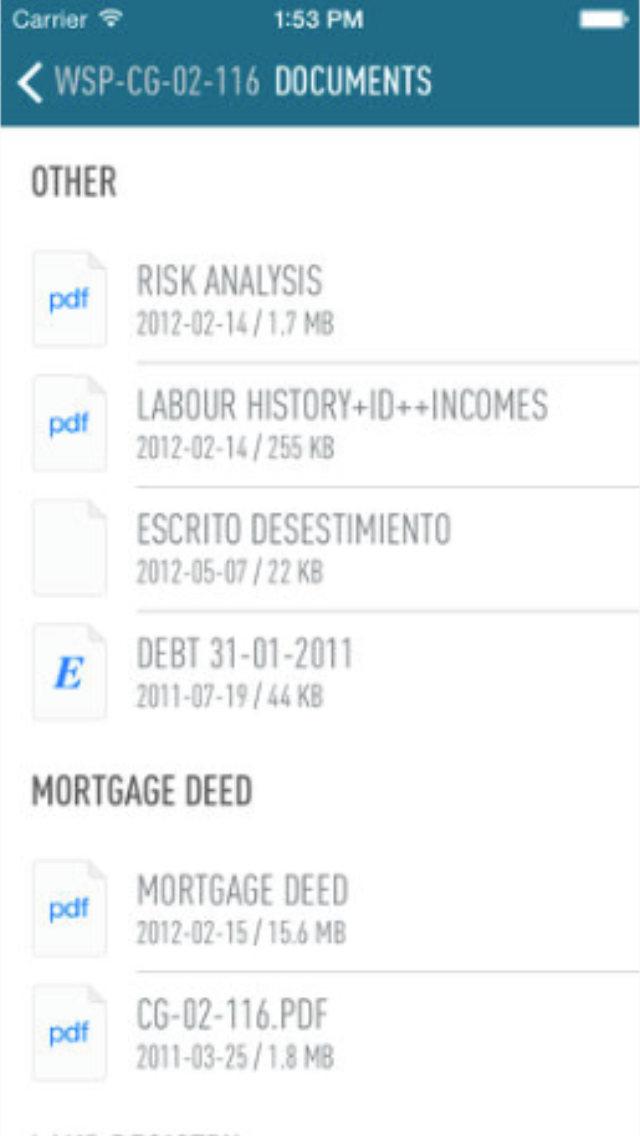 Carrier 1:53 PM
WSP-CG-02-116 DOCUMENTS
OTHER
pdf RISK ANALYSIS
2012-02-14 / 1.7 MB
pdf LABOUR HISTORY+ID++INCOMES
2012-02-14 / 255 KB
ESCRITO DESESTIMIENTO
2012-05-07 / 22 KB
E DEBT 31-01-2011
2011-07-19 / 44 KB
MORTGAGE DEED
pdf MORTGAGE DEED
2012-02-15 / 15.6 MB
pdf CG-02-116.PDF
2011-03-25 / 1.8 MB